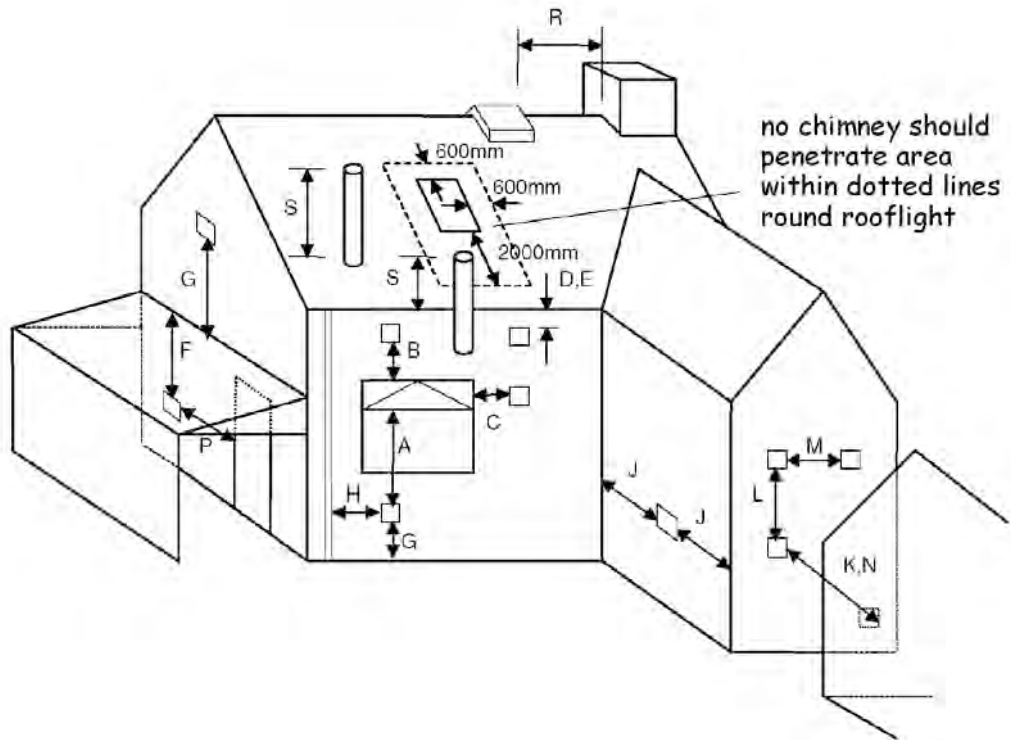 R
no chimney should
penetrate area
within dotted lines
round rooflight
600mm
600mm
S
2000mm
S
D,E
G
F
B
C
A
P
H
G
J
J
M
L
K,N